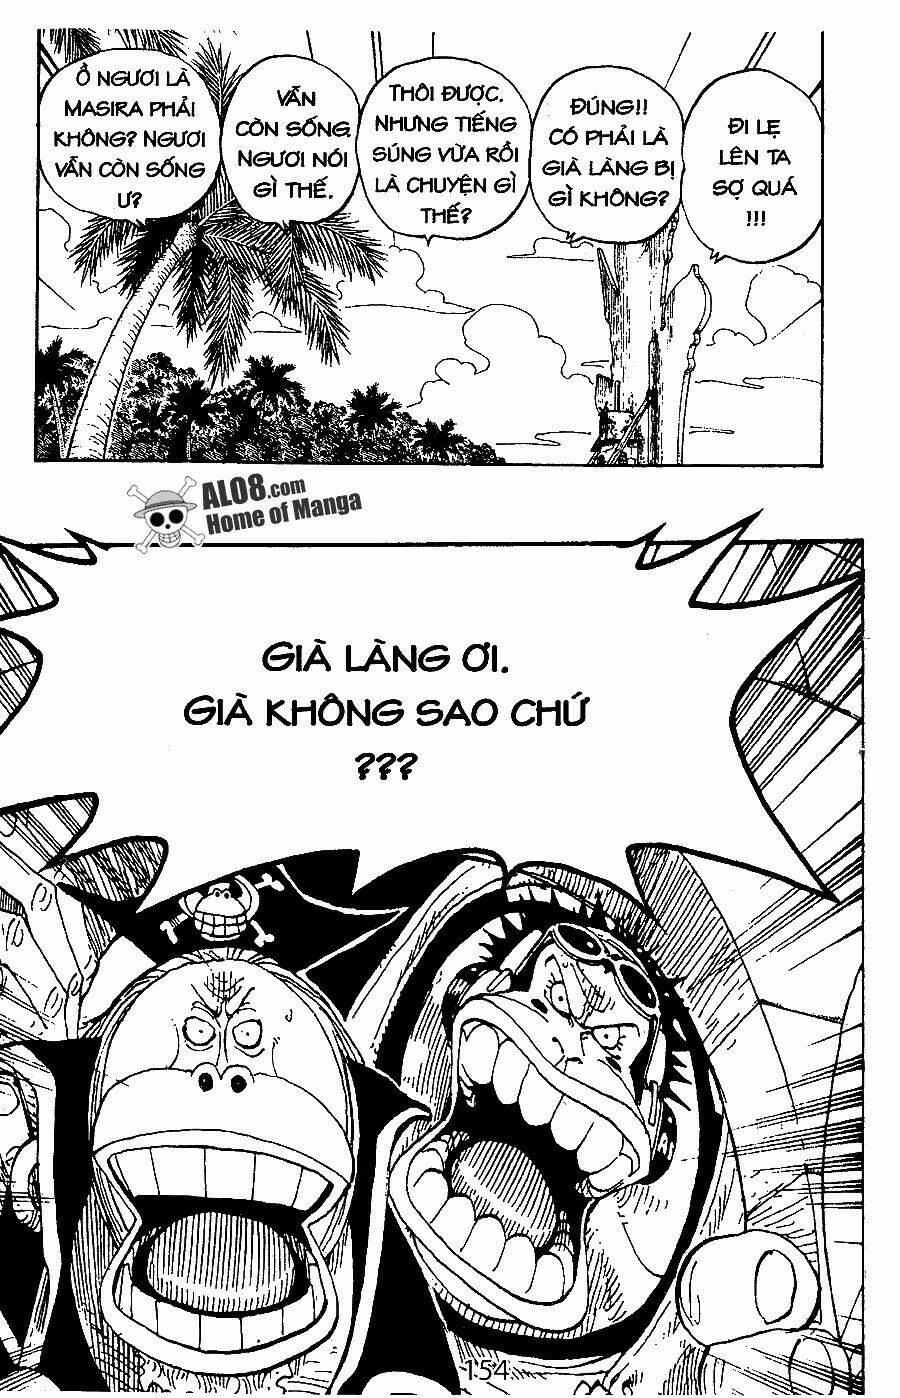 Ồ NGƯƠI LÀ
MASIRA PHẢI
KHÔNG? NGƯƠI
VẪN CÒN SỐNG
Ư?
VẪN
CÒN SỐNG.
NGƯƠI NÓI
GÌ THẾ.
THÔI ĐƯỢC.
NHƯNG TIẾNG
SÚNG VỪA RỒI
LÀ CHUYỆN GÌ
THẾ?
ĐÚNG!!
CÓ PHẢI LÀ
GIÀ LÀNG BỊ
GÌ KHÔNG?
ĐI LẸ
LÊN TA
SỢ QUÁ
!!!
AL08.com
Home of Manga
GIÀ LÀNG ƠI.
GIÀ KHÔNG SAO CHỨ
???
154